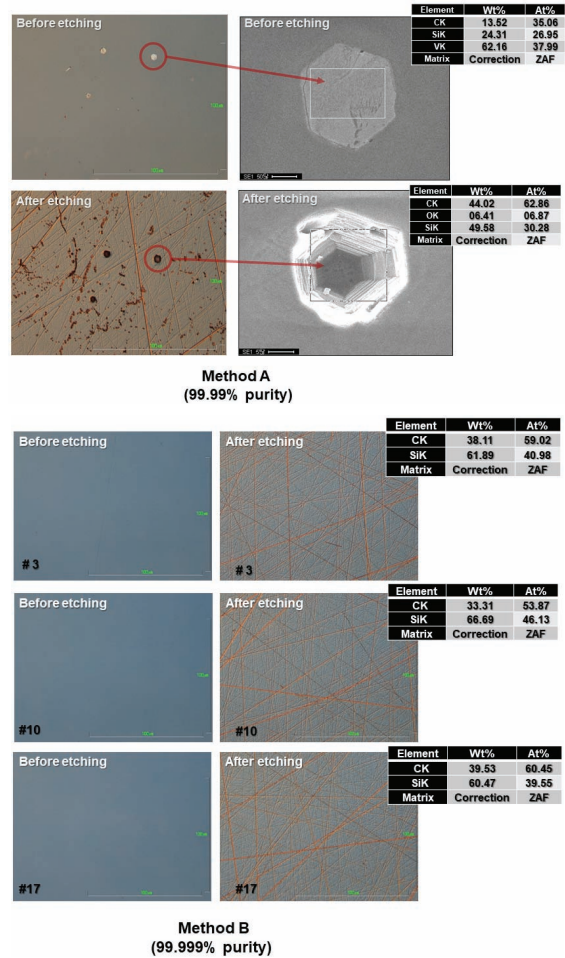 Before etching
Before etching
Element Wt% At%
CK 13.52 35.06
SiK 24.31 26.95
VK 62.16 37.99
Matrix Correction ZAF
After etching
After etching
Element Wt% At%
CK 44.02 62.86
OK 06.41 06.87
SiK 49.58 30.28
Matrix Correction ZAF
Method A
(99.99% purity)
Before etching
After etching
Element Wt% At%
CK 38.11 59.02
SiK 61.89 40.98
Matrix Correction ZAF
# 3
# 3
Before etching
After etching
Element Wt% At%
CK 33.31 53.87
SiK 66.69 46.13
Matrix Correction ZAF
#10
#10
Before etching
After etching
Element Wt% At%
CK 39.53 60.45
SiK 60.47 39.55
Matrix Correction ZAF
#17
#17
Method B
(99.999% purity)